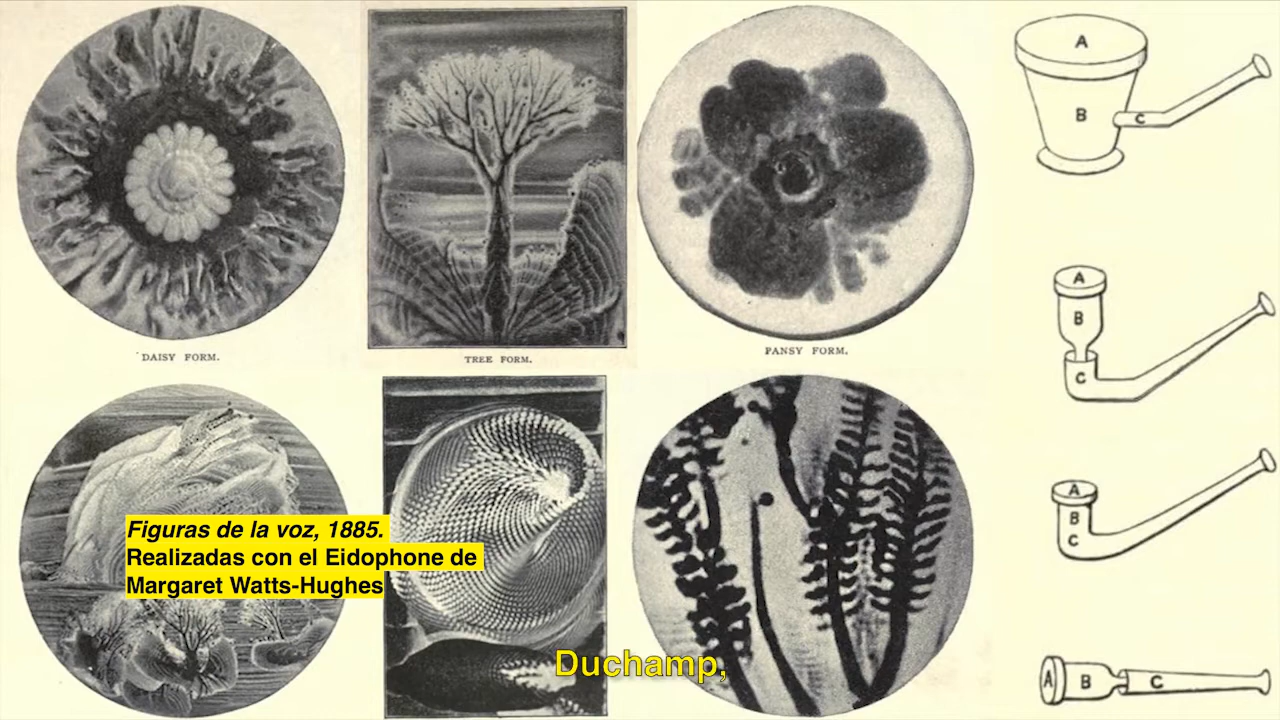 A
B
C
DAISY FORM.
TREE FORM.
PANSY FORM.
A
B
C
A
B
C
Figuras de la voz, 1885.
Realizadas con el Eidophone de
Margaret Watts-Hughes
Duchamp,
A
B
C